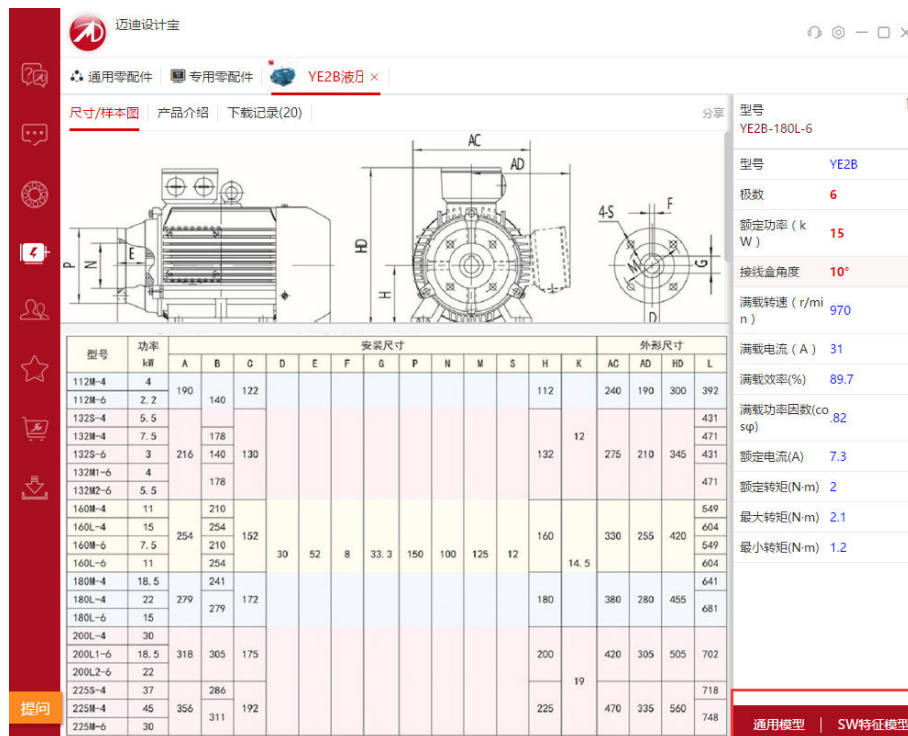 迈迪设计宝
通用零配件 专用零配件 YE2B液 ×
尺寸/样本图 产品介绍 下载记录(20) 分享
AC
AD
4-S F
P N E HD H M G
D
型号 功率 kW 安装尺寸 外形尺寸
A B C D E F G P N M S H K AC AD HD L
112M-4 4 190 140 122 112 240 190 300 392
112M-6 2.2
132S-4 5.5 431
132M-4 7.5 178 12 471
132S-6 3 216 140 130 132 275 210 345 431
132M1-6 4 178 471
132M2-6 5.5
160M-4 11 210 549
160L-4 15 254 604
160M-6 7.5 254 210 152 160 330 255 420 549
160L-6 11 254 30 52 8 33.3 150 100 125 12 14.5 604
180M-4 18.5 241 641
180L-4 22 279 279 172 180 380 280 455 681
180L-6 15
200L-4 30
200L1-6 18.5 318 305 175 200 420 305 505 702
200L2-6 22 19
225S-4 37 286 718
225M-4 45 356 311 192 225 470 335 560 748
225M-6 30
型号
YE2B-180L-6
型号 YE2B
极数 6
额定功率（k
W） 15
接线盒角度 10°
满载转速（r/mi
n） 970
满载电流（A） 31
满载效率(%) 89.7
满载功率因数(co
sφ) .82
额定电流(A) 7.3
额定转矩(N·m) 2
最大转矩(N·m) 2.1
最小转矩(N·m) 1.2
提问
通用模型 | SW特征模型